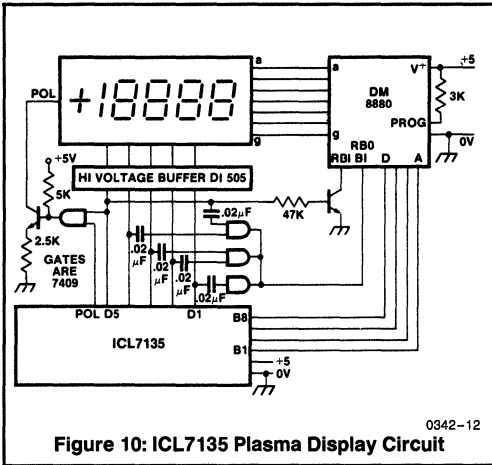 POL
+18888
a
g
a
g
DM
8880
V+
+5
3K
PROG
0V
RB0
RBI BI D A
HI VOLTAGE BUFFER DI 505
+5V
5K
2.5K
GATES
ARE
7409
.02µF
47K
.02
µF
.02
µF
.02
µF
.02µF
POL D5 D1
ICL7135
B8
B1
+5
0V
0342–12
Figure 10: ICL7135 Plasma Display Circuit